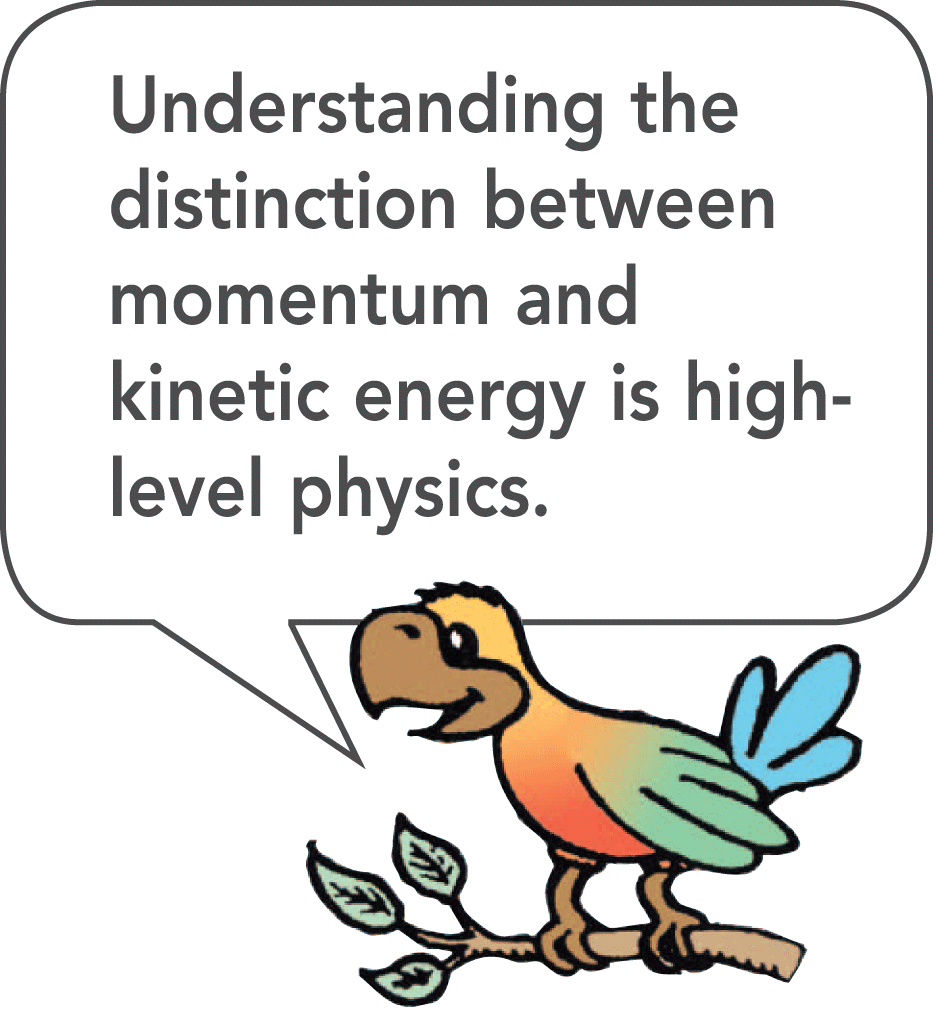 Understanding the
distinction between
momentum and
kinetic energy is high-
level physics.